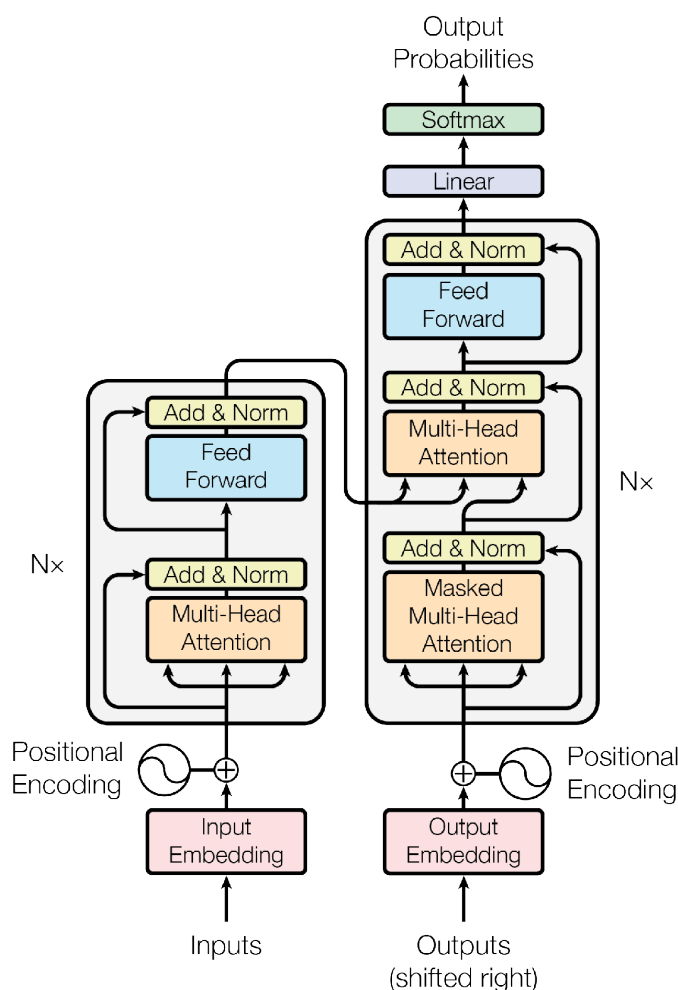 Output
Probabilities
Softmax
Linear
Add & Norm
Feed
Forward
Add & Norm
Multi-Head
Attention
Add & Norm
Masked
Multi-Head
Attention
N×
Add & Norm
Feed
Forward
Add & Norm
Multi-Head
Attention
N×
Positional
Encoding
Positional
Encoding
Input
Embedding
Output
Embedding
Inputs
Outputs
(shifted right)